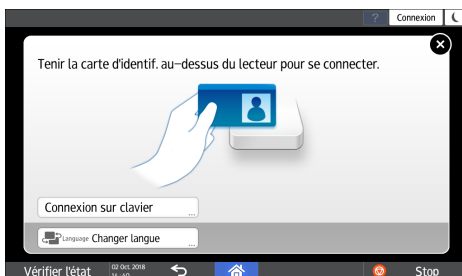 ? Connexion
Tenir la carte d'identif. au-dessus du lecteur pour se connecter.
Connexion sur clavier ...
Language Changer langue ...
Vérifier l'état 02 Oct. 2018 Stop